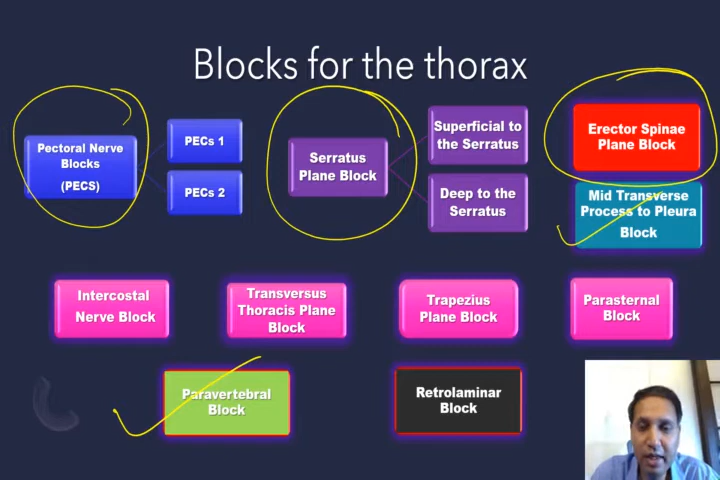 Blocks for the thorax
Pectoral Nerve
Blocks
(PECS)
PECs 1
PECs 2
Serratus
Plane Block
Superficial to
the Serratus
Deep to the
Serratus
Erector Spinae
Plane Block
Mid Transverse
Process to Pleura
Block
Intercostal
Nerve Block
Transversus
Thoracis Plane
Block
Trapezius
Plane Block
Parasternal
Block
Paravertebral
Block
Retrolaminar
Block